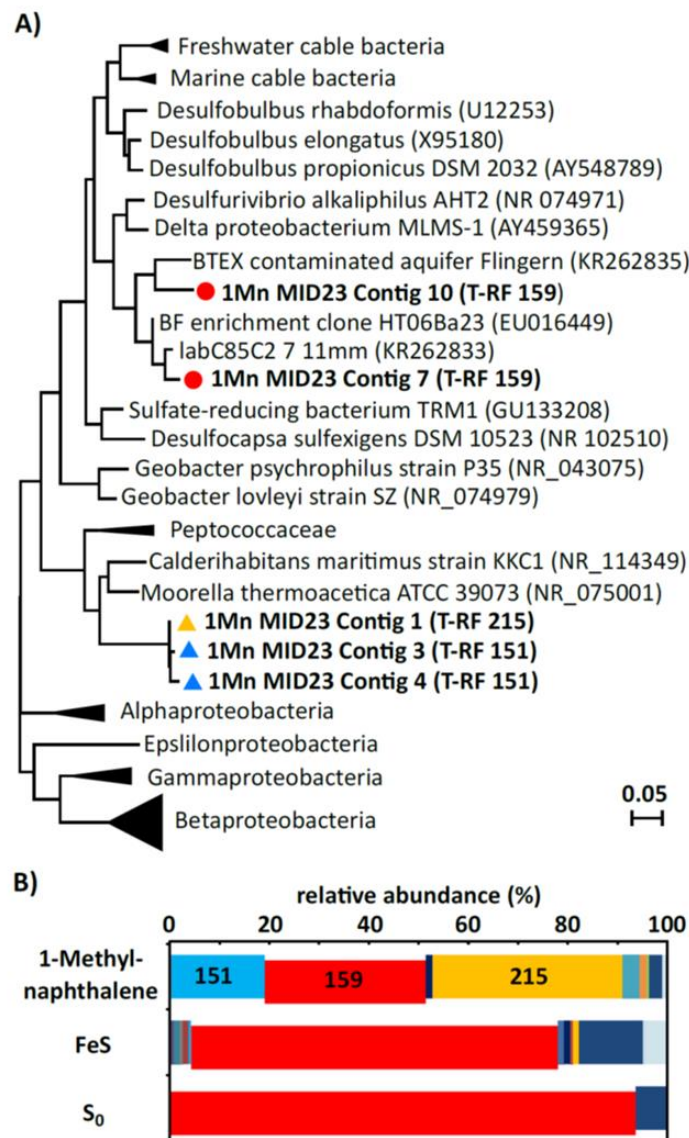 A)
Freshwater cable bacteria
Marine cable bacteria
Desulfobulbus rhabdoformis (U12253)
Desulfobulbus elongatus (X95180)
Desulfobulbus propionicus DSM 2032 (AY548789)
Desulfurivibrio alkaliphilus AHT2 (NR 074971)
Delta proteobacterium MLMS-1 (AY459365)
BTEX contaminated aquifer Flingern (KR262835)
1Mn MID23 Contig 10 (T-RF 159)
BF enrichment clone HT06Ba23 (EU016449)
labC85C2 7 11mm (KR262833)
1Mn MID23 Contig 7 (T-RF 159)
Sulfate-reducing bacterium TRM1 (GU133208)
Desulfocapsa sulfexigens DSM 10523 (NR 102510)
Geobacter psychrophilus strain P35 (NR_043075)
Geobacter lovleyi strain SZ (NR_074979)
Peptococcaceae
Calderihabitans maritimus strain KKC1 (NR_114349)
Moorella thermoacetica ATCC 39073 (NR_075001)
1Mn MID23 Contig 1 (T-RF 215)
1Mn MID23 Contig 3 (T-RF 151)
1Mn MID23 Contig 4 (T-RF 151)
Alphaproteobacteria
Epslilonproteobacteria
Gammaproteobacteria
Betaproteobacteria
0.05
B)
relative abundance (%)
0 20 40 60 80 100
1-Methyl-
naphthalene
151 159 215
FeS
S0